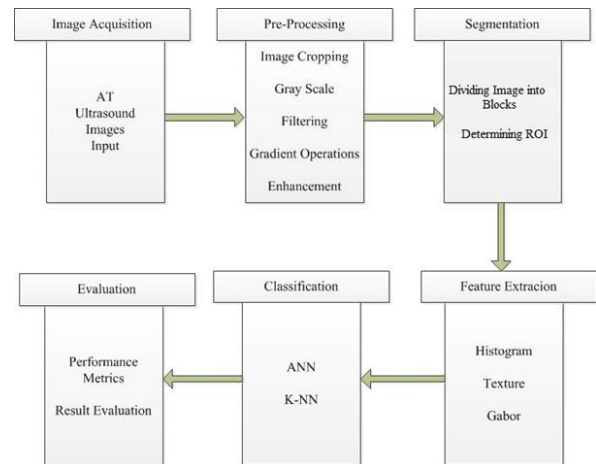 Image Acquisition
AT
Ultrasound
Images
Input
Pre-Processing
Image Cropping
Gray Scale
Filtering
Gradient Operations
Enhancement
Segmentation
Dividing Image into
Blocks
Determining ROI
Feature Extracion
Histogram
Texture
Gabor
Classification
ANN
K-NN
Evaluation
Performance
Metrics
Result Evaluation